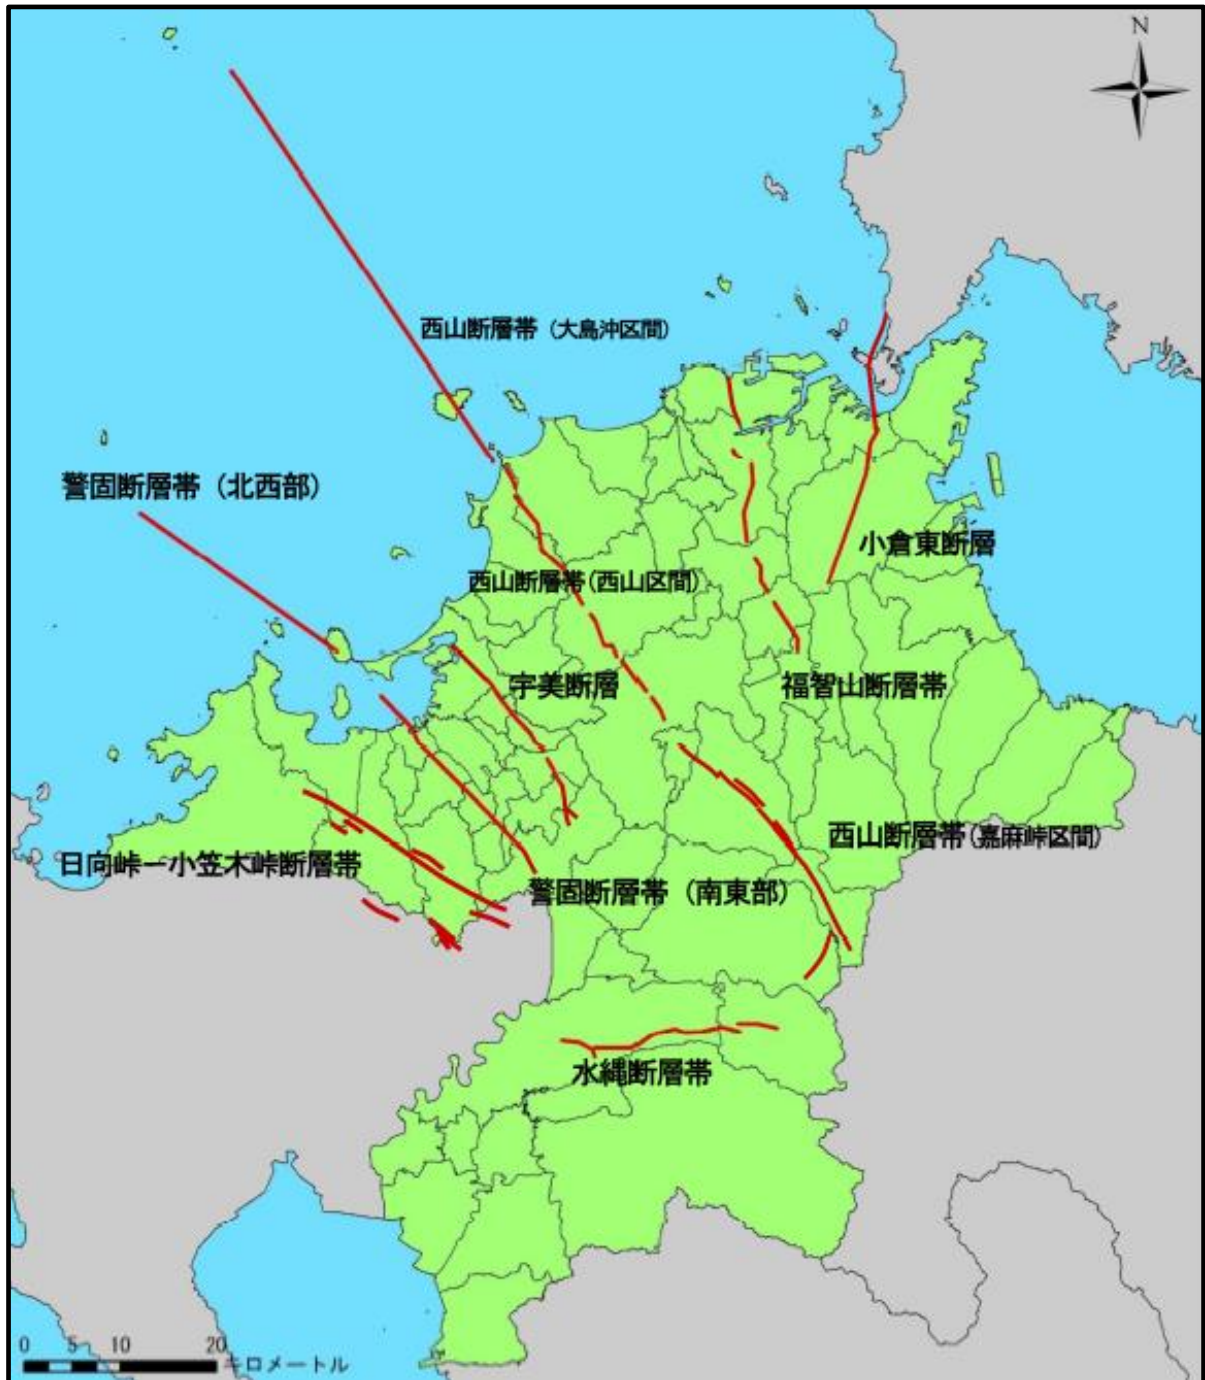 N
西山断層帯 (大島沖区間)
警固断層帯 (北西部)
小倉東断層
西山断層帯(西山区間)
宇美断層
福智山断層帯
西山断層帯(嘉麻峠区間)
日向峠ー小笠木峠断層帯
警固断層帯 (南東部)
水縄断層帯
0 5 10 20
キロメートル